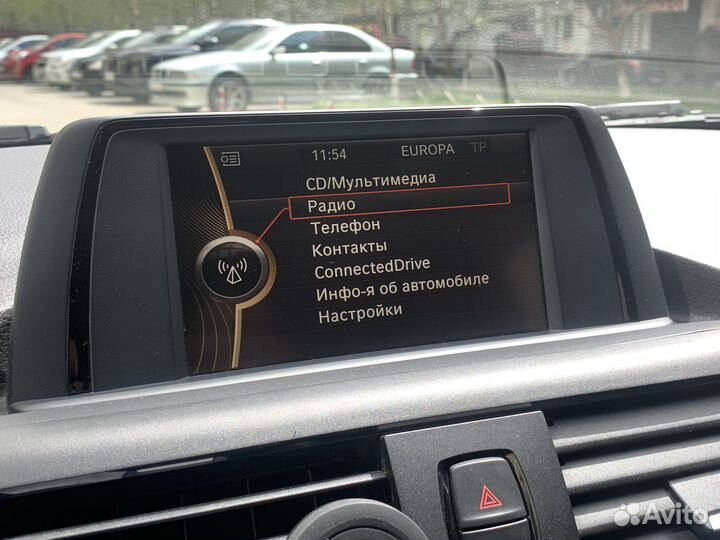 11:54 EUROPA TP
CD/Мультимедиа
Радио
Телефон
Контакты
ConnectedDrive
Инфо-я об автомобиле
Настройки
Avito